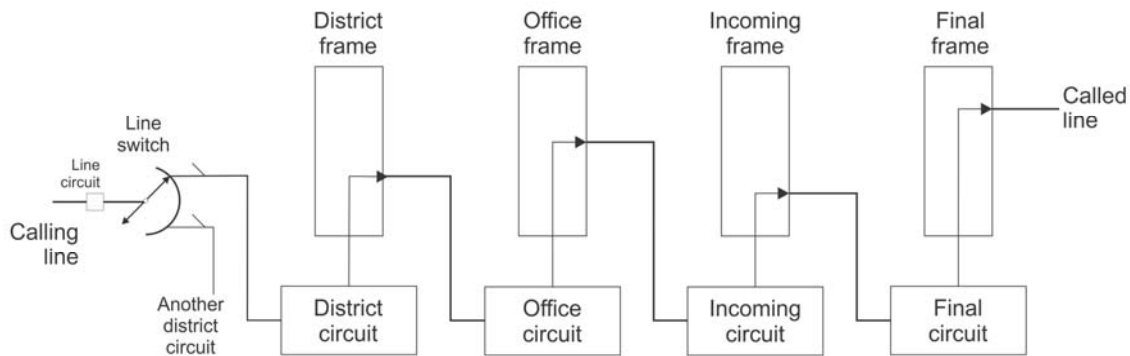 District
frame
Office
frame
Incoming
frame
Final
frame
Line
switch
Line
circuit
Calling
line
Another
district
circuit
District
circuit
Office
circuit
Incoming
circuit
Final
circuit
Called
line